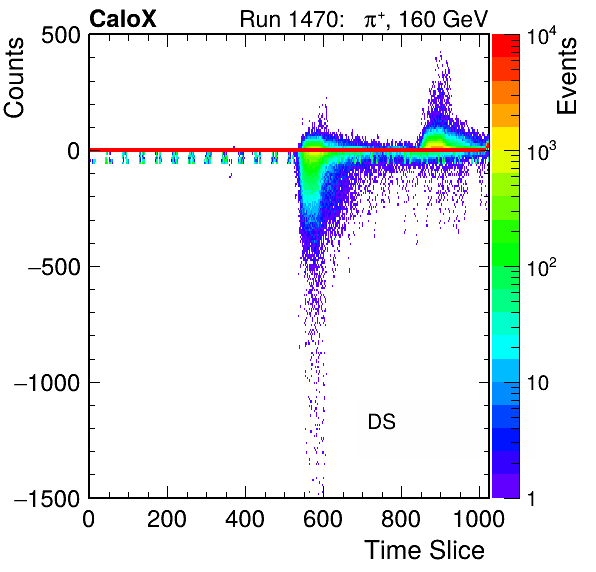 CaloX Run 1470: π⁺, 160 GeV
Counts
Events
500
0
−500
−1000
−1500
0 200 400 600 800 1000
Time Slice
DS
10⁴
10³
10²
10
1